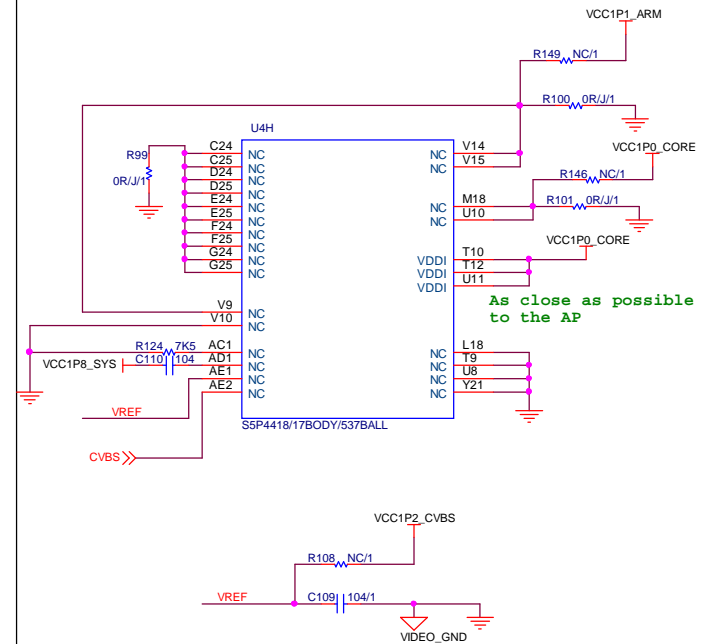 VCC1P1_ARM
R149 NC/1
R100 0R/J/1
U4H
R99
0R/J/1
C24 NC
C25 NC
D24 NC
D25 NC
E24 NC
E25 NC
F24 NC
F25 NC
G24 NC
G25 NC
V9 NC
V10 NC
R124 7K5 AC1 NC
VCC1P8_SYS C110 104 AD1 NC
AE1 NC
AE2 NC
VREF
CVBS
NC V14
NC V15
VCC1P0_CORE
R146 NC/1
NC M18
NC U10
R101 0R/J/1
VCC1P0_CORE
VDDI T10
VDDI T12
VDDI U11
As close as possible
to the AP
NC L18
NC T9
NC U8
NC Y21
S5P4418/17BODY/537BALL
VCC1P2_CVBS
R108 NC/1
VREF
C109 104/1
VIDEO_GND